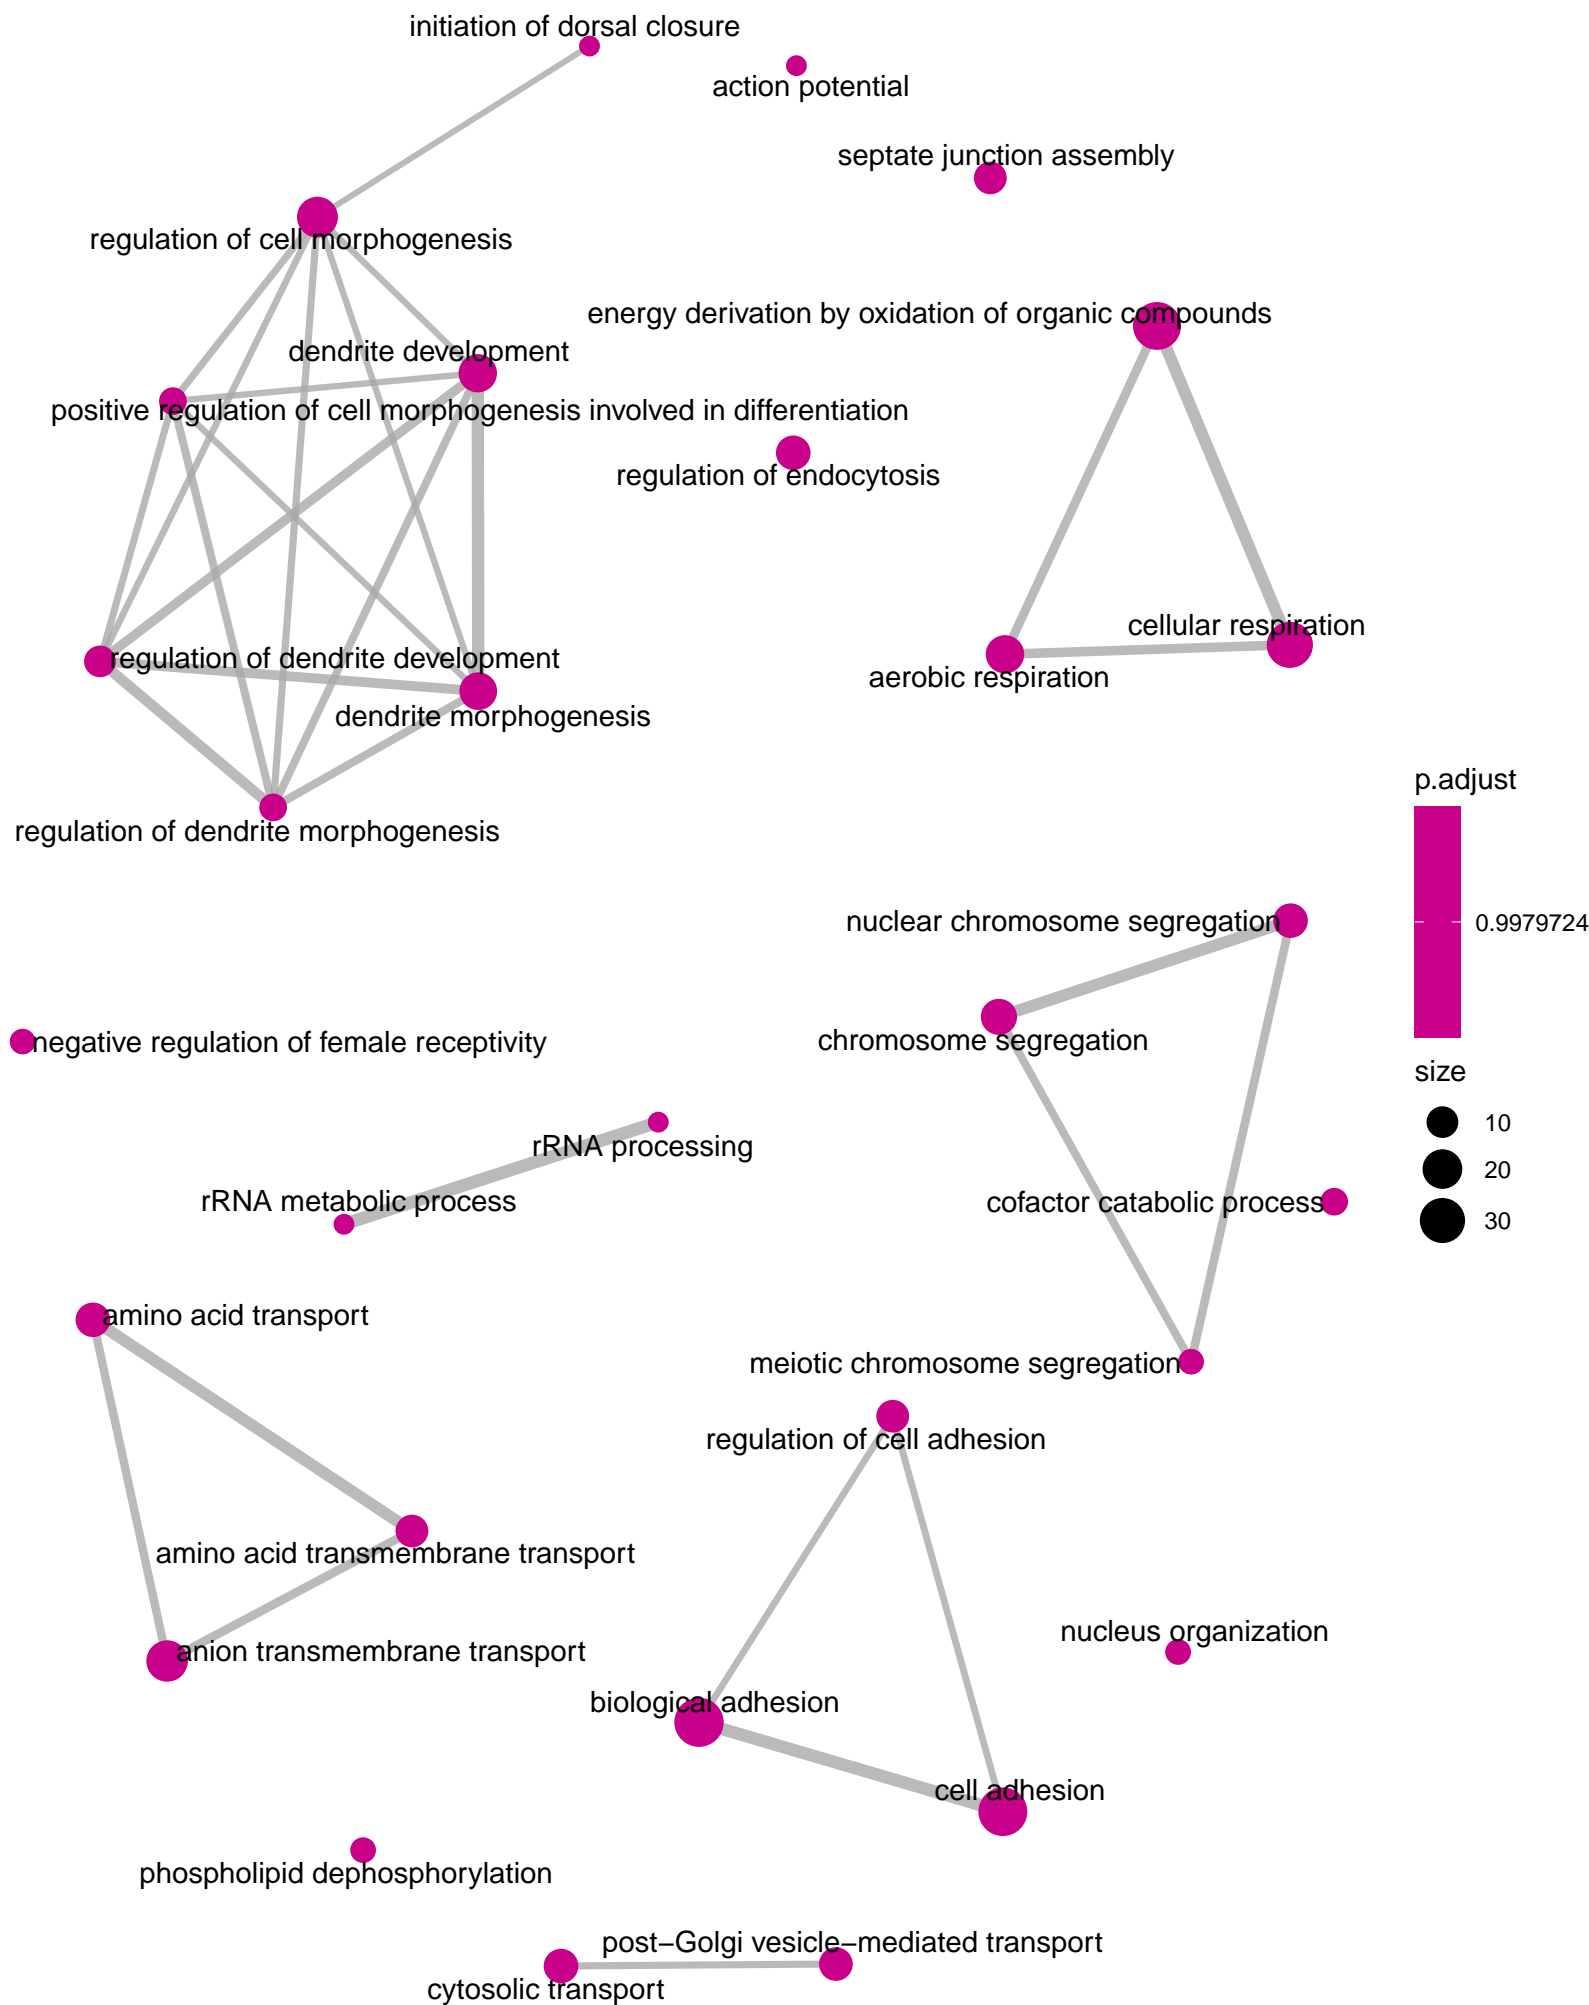 initiation of dorsal closure
action potential
septate junction assembly
regulation of cell morphogenesis
energy derivation by oxidation of organic compounds
dendrite development
positive regulation of cell morphogenesis involved in differentiation
regulation of endocytosis
cellular respiration
regulation of dendrite development
aerobic respiration
dendrite morphogenesis
p.adjust
regulation of dendrite morphogenesis
nuclear chromosome segregation
0.9979724
chromosome segregation
negative regulation of female receptivity
size
10
rRNA processing
20
rRNA metabolic process
cofactor catabolic process
30
amino acid transport
meiotic chromosome segregation
regulation of cell adhesion
amino acid transmembrane transport
nucleus organization
anion transmembrane transport
biological adhesion
cell adhesion
phospholipid dephosphorylation
post−Golgi vesicle−mediated transport
cytosolic transport